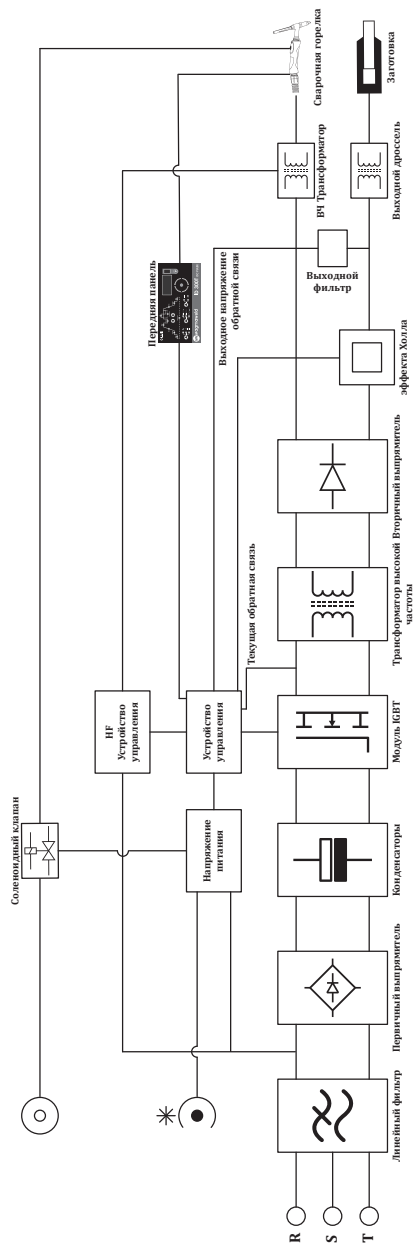 Сварочная горелка
Заготовка
ВЧ Трансформатор
Выходной дроссель
Передняя панель
Выходное напряжение
обратной связи
Выходной
фильтр
эффекта Холла
Вторичный выпрямитель
Текущая обратная связь
Трансформатор высокой
частоты
HF
Устройство
управления
Устройство
управления
Модуль IGBT
Соленоидный клапан
Напряжение
питания
Конденсаторы
Первичный выпрямитель
Линейный фильтр
R
S
T